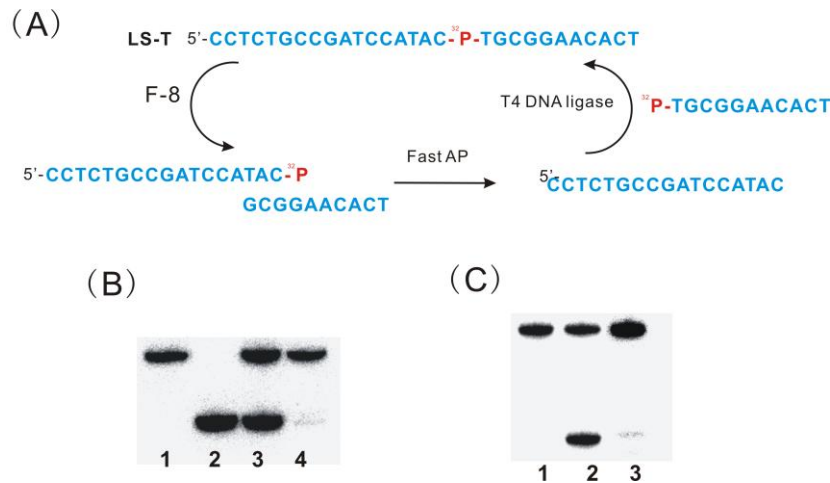 (A)
LS-T 5'-CCTCTGCCGATCCATAC-³²P-TGCGGAACACT
F-8
T4 DNA ligase
³²P-TGCGGAACACT
5'-CCTCTGCCGATCCATAC-³²P
GCGGAACACT
Fast AP
5'-CCTCTGCCGATCCATAC
(B)
1 2 3 4
(C)
1 2 3